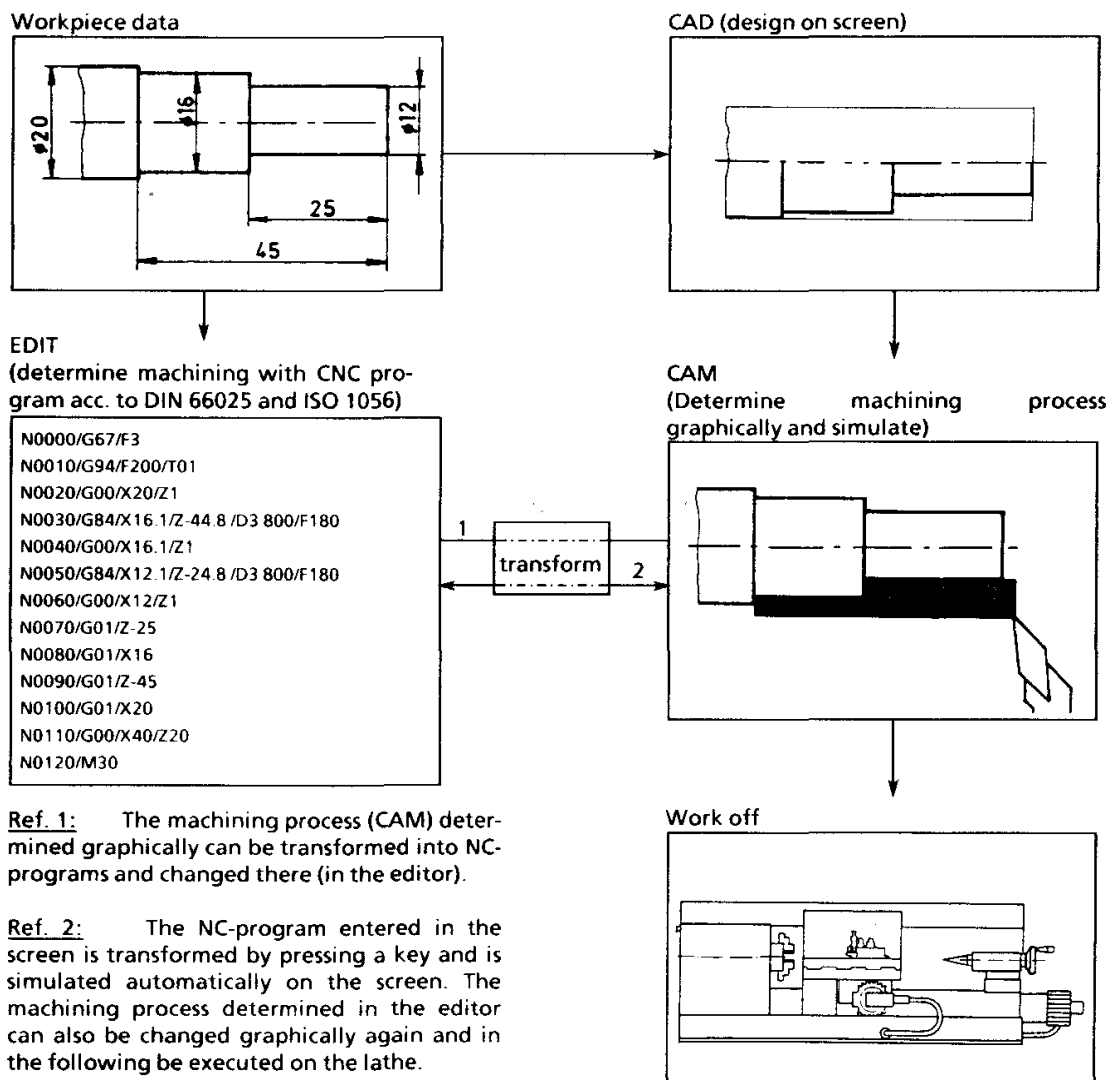 Workpiece data
ø20
ø16
ø12
25
45
CAD (design on screen)
EDIT
(determine machining with CNC pro-
gram acc. to DIN 66025 and ISO 1056)
N0000/G67/F3
N0010/G94/F200/T01
N0020/G00/X20/Z1
N0030/G84/X16.1/Z-44.8 /D3 800/F180
N0040/G00/X16.1/Z1
N0050/G84/X12.1/Z-24.8 /D3 800/F180
N0060/G00/X12/Z1
N0070/G01/Z-25
N0080/G01/X16
N0090/G01/Z-45
N0100/G01/X20
N0110/G00/X40/Z20
N0120/M30
1
transform
2
CAM
(Determine machining process
graphically and simulate)
Ref. 1: The machining process (CAM) deter-
mined graphically can be transformed into NC-
programs and changed there (in the editor).
Ref. 2: The NC-program entered in the
screen is transformed by pressing a key and is
simulated automatically on the screen. The
machining process determined in the editor
can also be changed graphically again and in
the following be executed on the lathe.
Work off